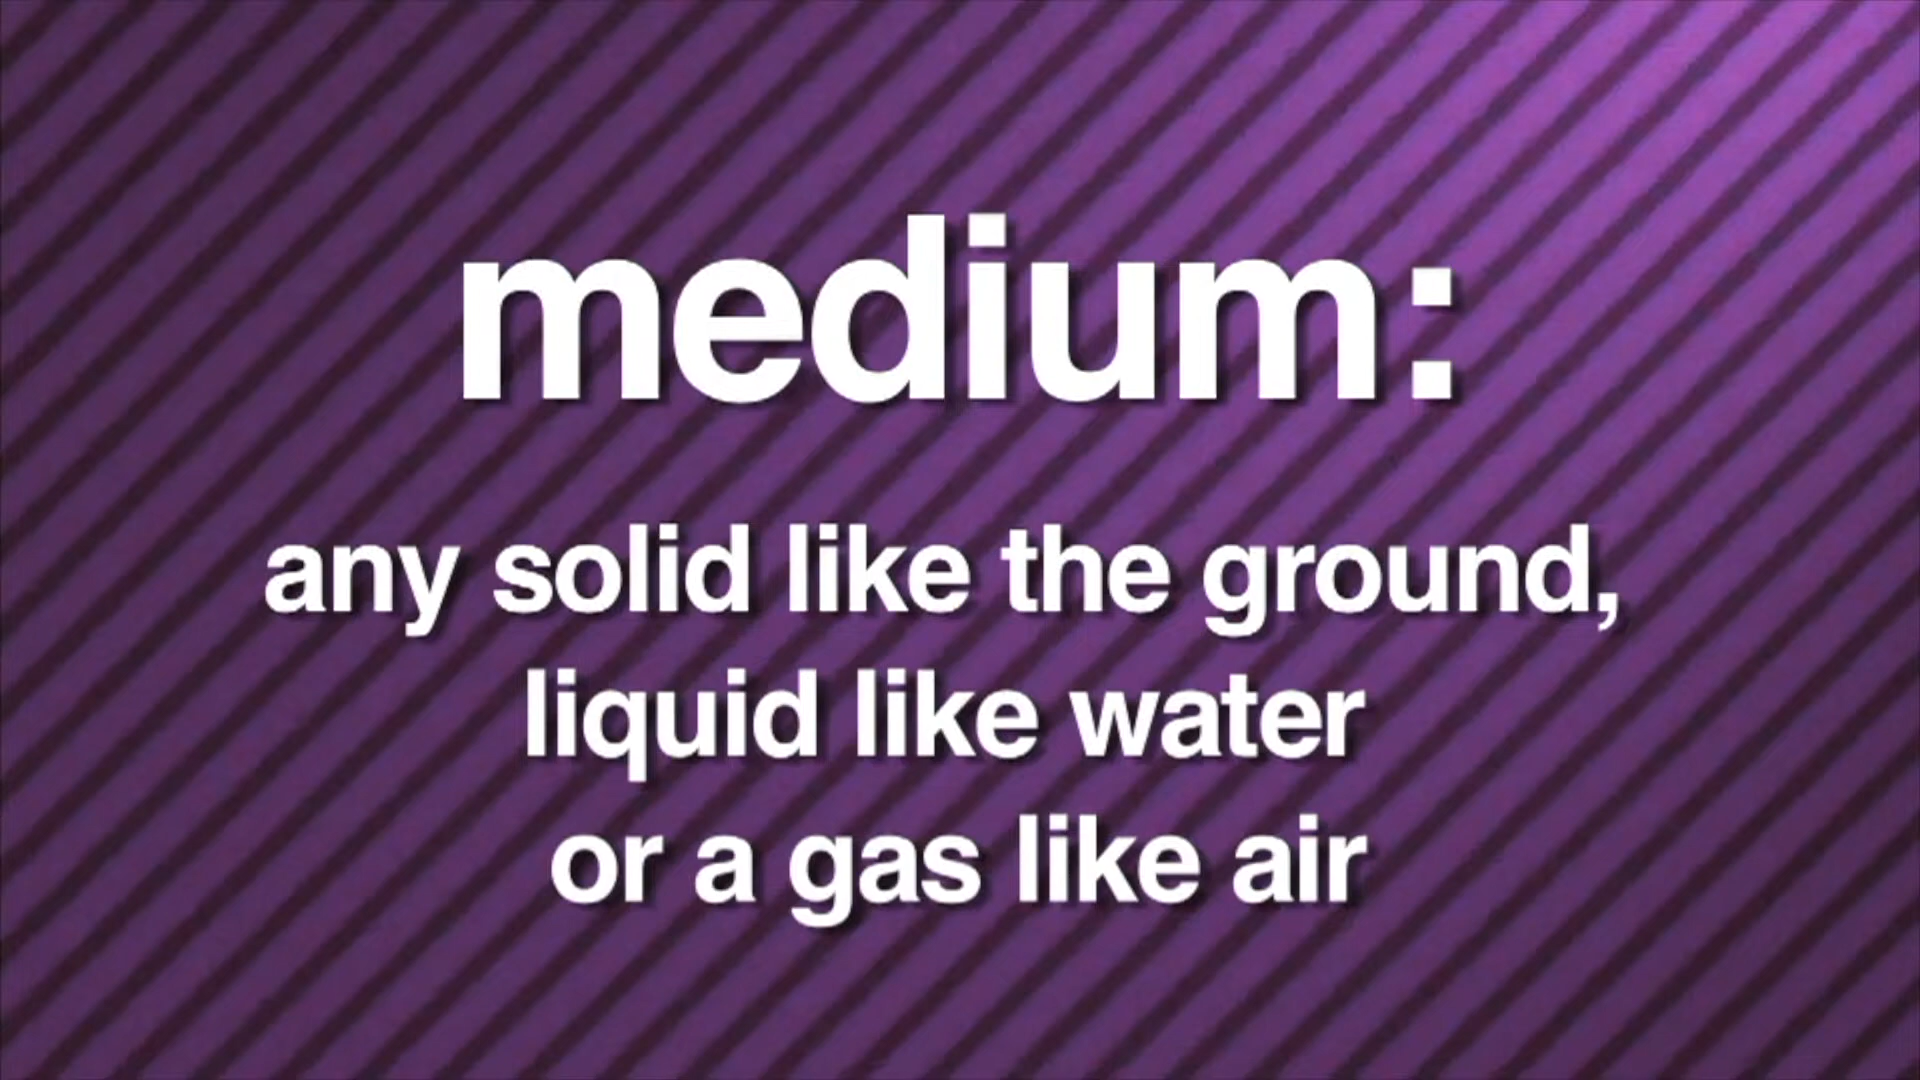 medium:
any solid like the ground,
liquid like water
or a gas like air